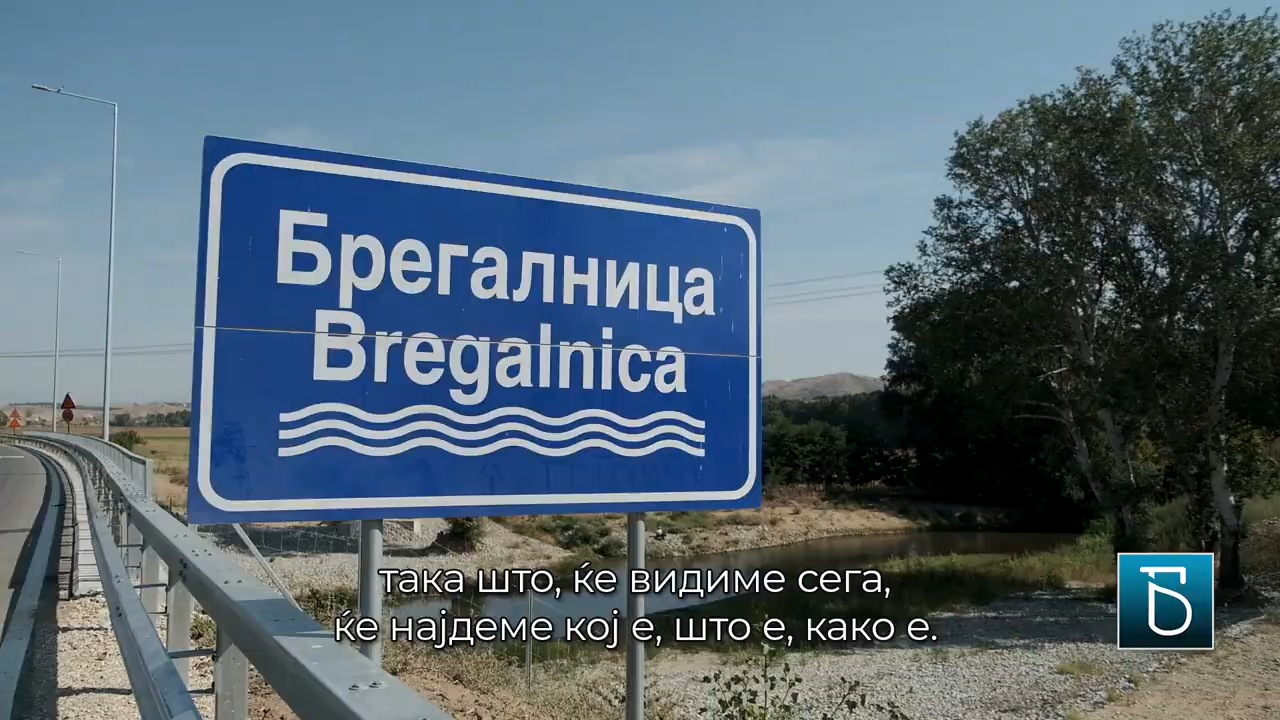 Брегалница
Bregalnica
така што, ќе видиме сега,
ќе најдеме кој е, што е, како е.